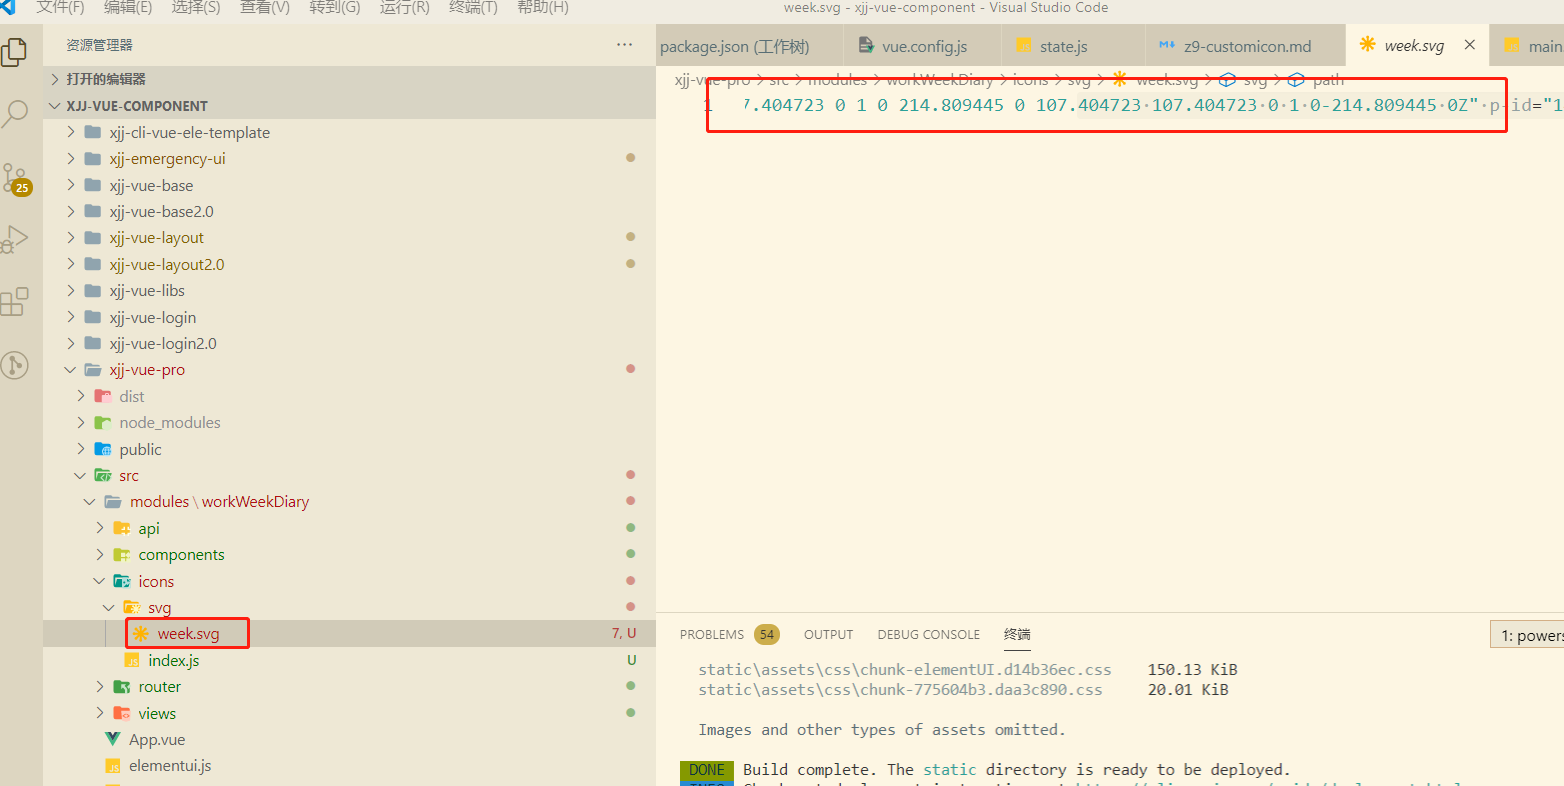 文件(F) 编辑(E) 选择(S) 查看(V) 转到(G) 运行(R) 终端(T) 帮助(H) week.svg - xjj-vue-component - Visual Studio Code
资源管理器 ···
package.json (工作树) vue.config.js state.js z9-customicon.md week.svg × main
打开的编辑器
xjj-vue-pro > src > modules > workWeekDiary > icons > svg > week.svg > svg > path
XJJ-VUE-COMPONENT
1 7.404723 0 1 0 214.809445 0 107.404723·107.404723·0·1·0-214.809445·0Z"·p-id="1
xjj-cli-vue-ele-template
xjj-emergency-ui
xjj-vue-base
25
xjj-vue-base2.0
xjj-vue-layout
xjj-vue-layout2.0
xjj-vue-libs
xjj-vue-login
xjj-vue-login2.0
xjj-vue-pro
dist
node_modules
public
src
modules \ workWeekDiary
api
components
icons
svg
week.svg 7, U
index.js U
router
views
App.vue
elementui.js
PROBLEMS 54 OUTPUT DEBUG CONSOLE 终端 1: powers
static\assets\css\chunk-elementUI.d14b36ec.css 150.13 KiB
static\assets\css\chunk-775604b3.daa3c890.css 20.01 KiB
Images and other types of assets omitted.
DONE Build complete. The static directory is ready to be deployed.